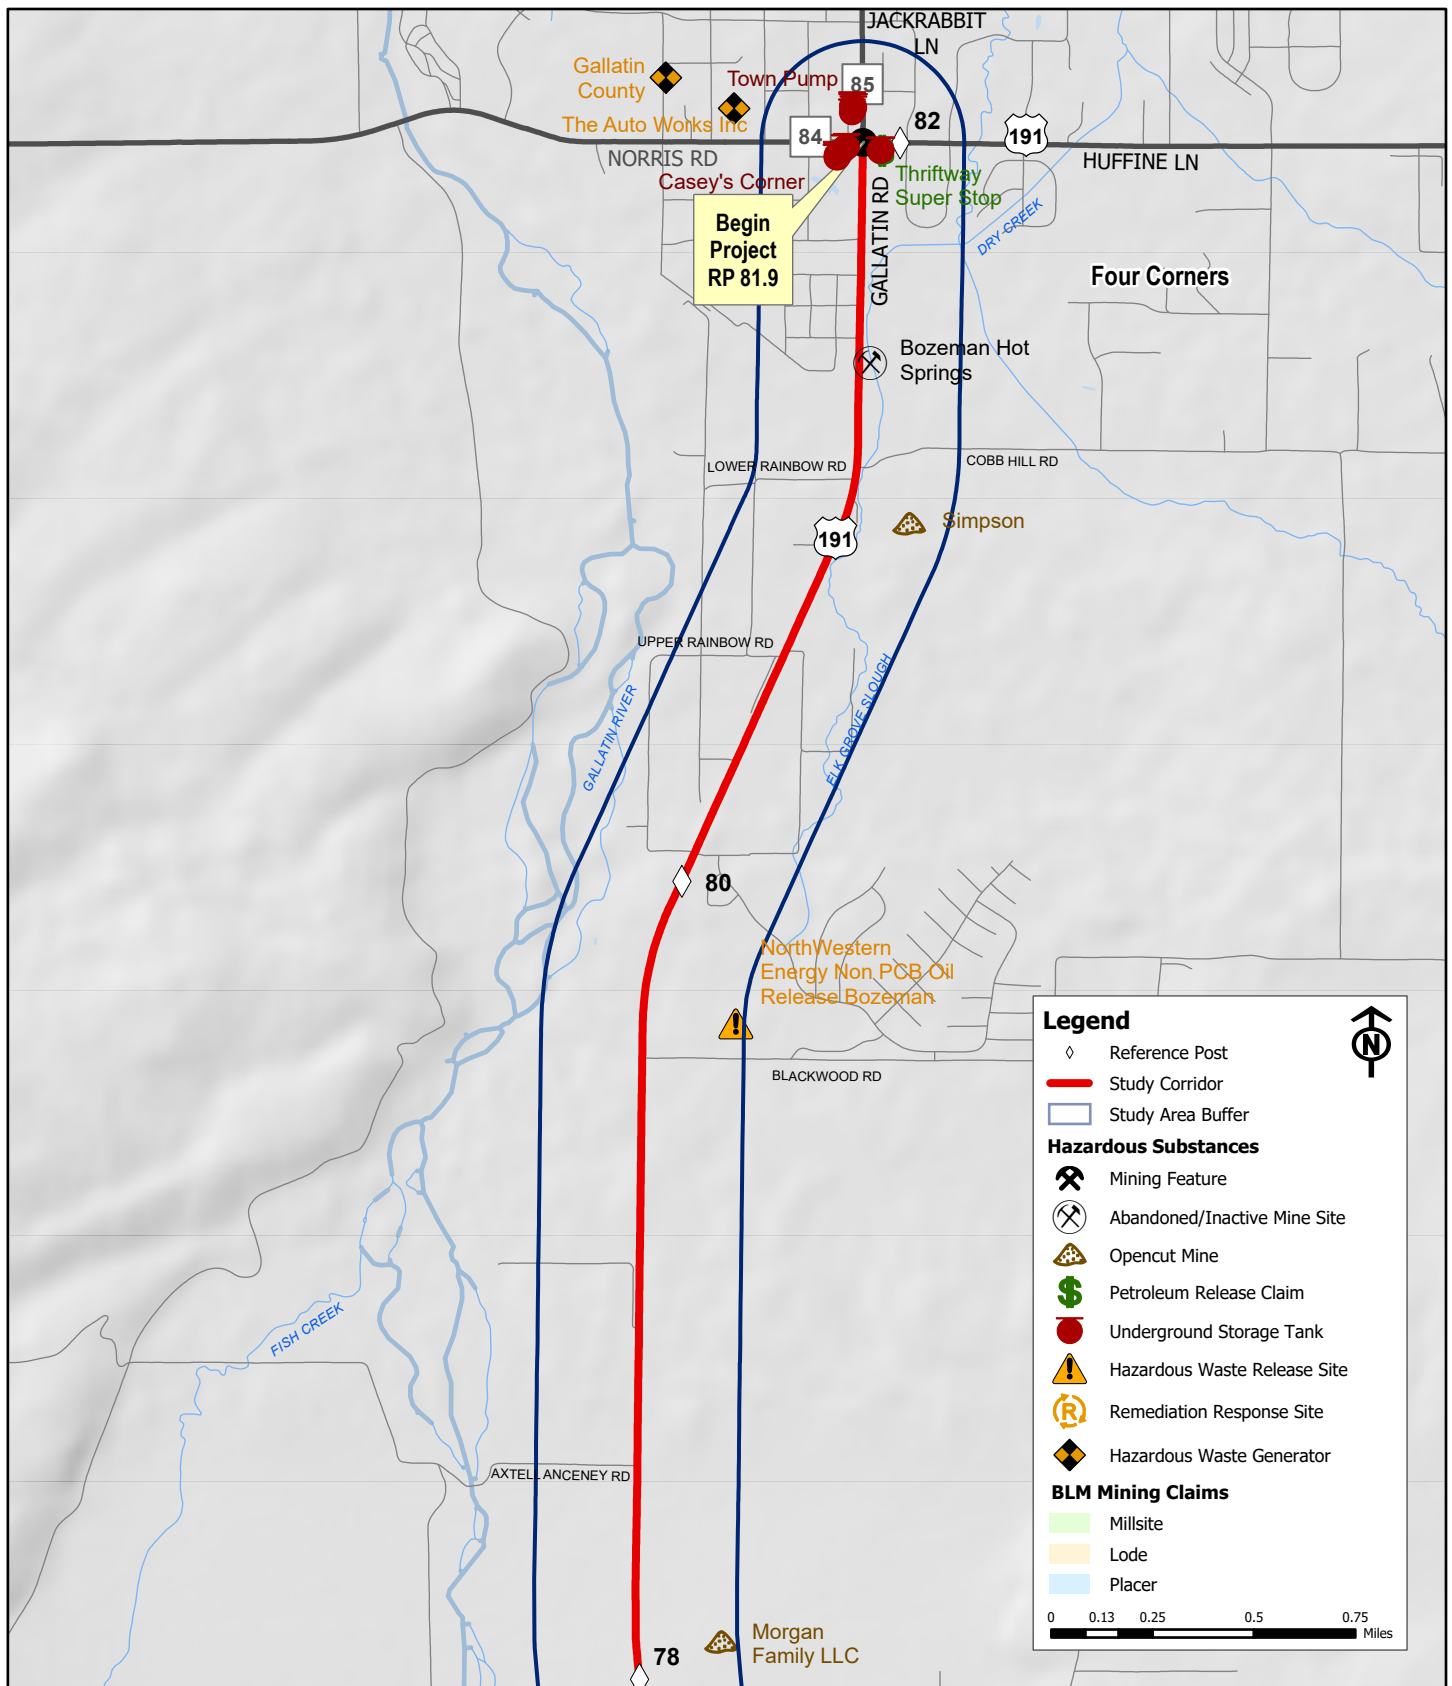 JACKRABBIT
LN
Gallatin
County
Town Pump
85
The Auto Works Inc
84
82
191
NORRIS RD
HUFFINE LN
Casey's Corner
Thriftway
Super Stop
Begin
Project
RP 81.9
GALLATIN RD
DRY CREEK
Four Corners
Bozeman Hot
Springs
LOWER RAINBOW RD
COBB HILL RD
Simpson
191
UPPER RAINBOW RD
GALLATIN RIVER
ELK GROVE SLOUGH
80
NorthWestern
Energy Non PCB Oil
Release Bozeman
BLACKWOOD RD
FISH CREEK
AXTELL ANCENEY RD
Morgan
Family LLC
78
Legend
N
Reference Post
Study Corridor
Study Area Buffer
Hazardous Substances
Mining Feature
Abandoned/Inactive Mine Site
Opencut Mine
$ Petroleum Release Claim
Underground Storage Tank
! Hazardous Waste Release Site
R Remediation Response Site
Hazardous Waste Generator
BLM Mining Claims
Millsite
Lode
Placer
0 0.13 0.25 0.5 0.75
Miles